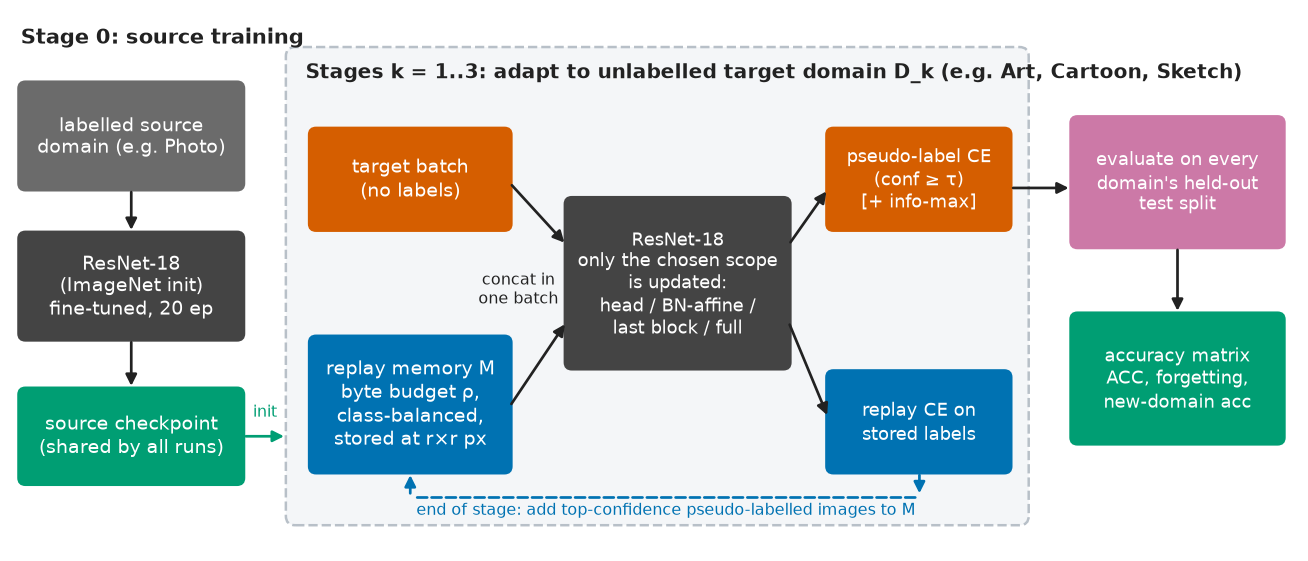 Stage 0: source training
labelled source
domain (e.g. Photo)
ResNet-18
(ImageNet init)
fine-tuned, 20 ep
source checkpoint
(shared by all runs)
init
Stages k = 1..3: adapt to unlabelled target domain D_k (e.g. Art, Cartoon, Sketch)
target batch
(no labels)
replay memory M
byte budget ρ,
class-balanced,
stored at r×r px
concat in
one batch
ResNet-18
only the chosen scope
is updated:
head / BN-affine /
last block / full
pseudo-label CE
(conf ≥ τ)
[+ info-max]
replay CE on
stored labels
end of stage: add top-confidence pseudo-labelled images to M
evaluate on every
domain's held-out
test split
accuracy matrix
ACC, forgetting,
new-domain acc